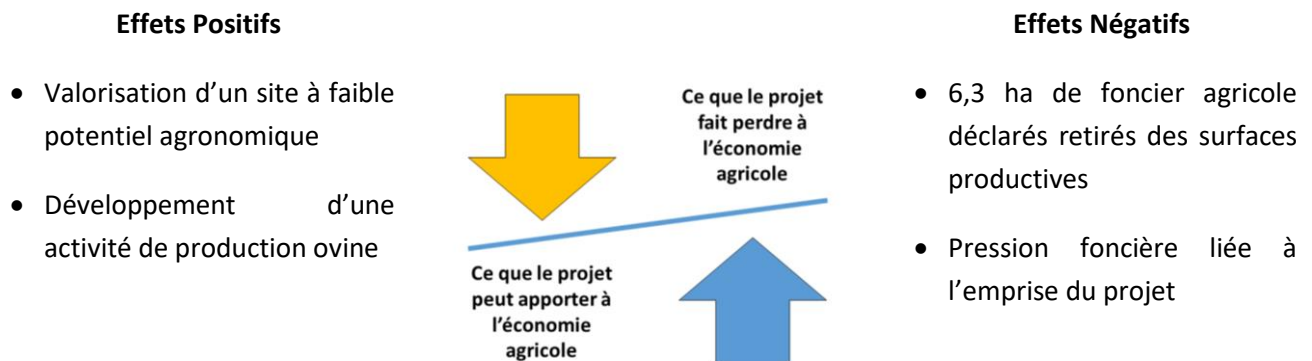 Effets Positifs
• Valorisation d’un site à faible
potentiel agronomique
• Développement d’une
activité de production ovine
Ce que le projet
fait perdre à
l’économie
agricole
Ce que le projet
peut apporter à
l’économie
agricole
Effets Négatifs
• 6,3 ha de foncier agricole
déclarés retirés des surfaces
productives
• Pression foncière liée à
l’emprise du projet